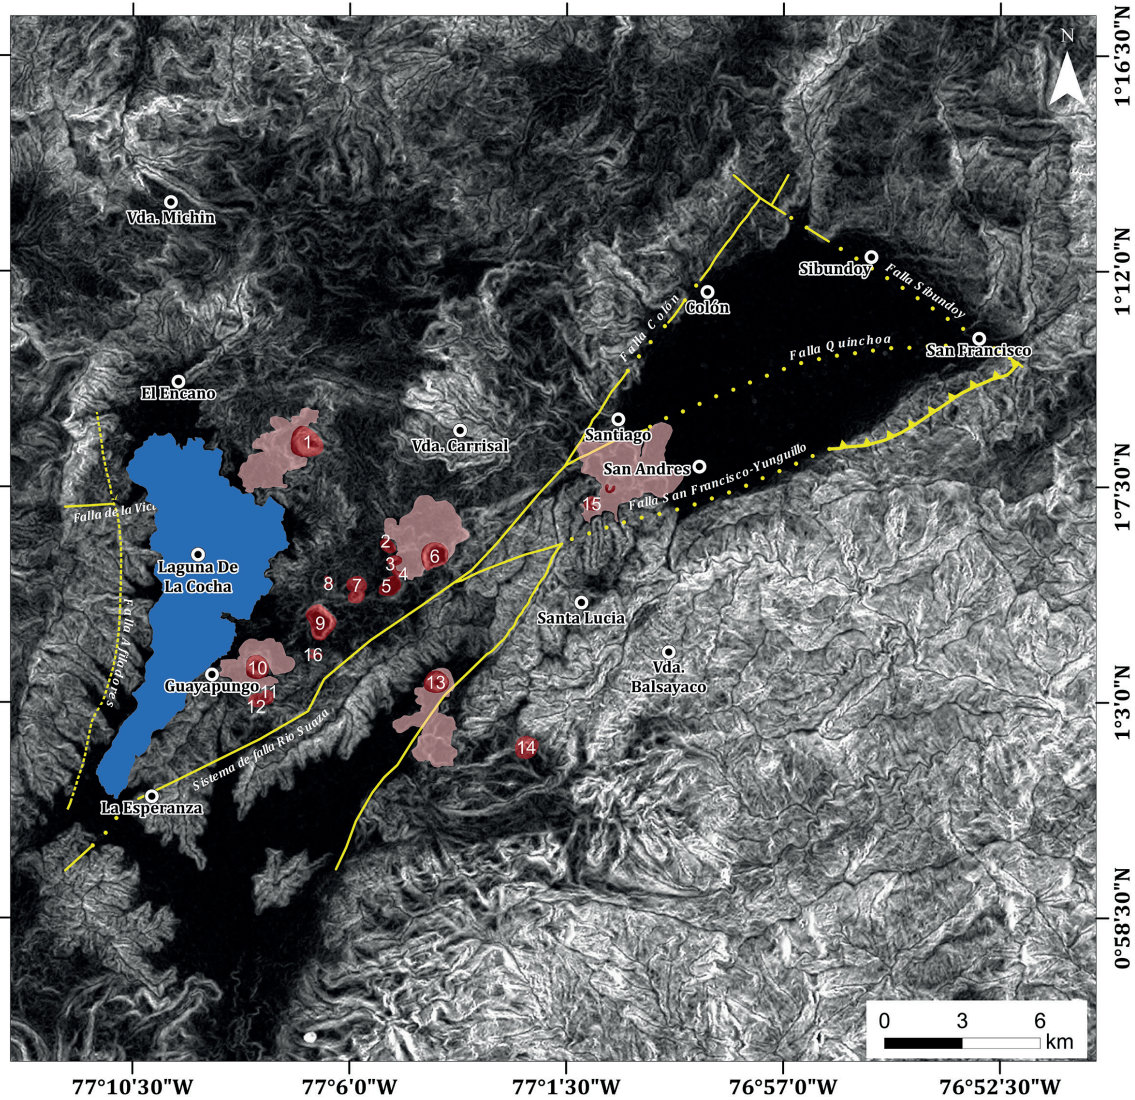 1°16'30"N
N
Vda. Michin
Sibundoy
Falla Sibundoy
1°12'0"N
Colón
Falla Colón
Falla Quinchoa
San Francisco
El Encano
Santiago
1
Vda. Carrisal
San Andres
Falla San Francisco-Yunguillo
1°7'30"N
15
Falla de la Vic
2
6
3
4
Laguna De
La Cocha
8
7
5
Santa Lucia
9
Falla Afiladores
16
Vda.
Balsayaco
10
Guayapungo
11
12
13
1°3'0"N
Sistema de falla Rio Suaza
14
La Esperanza
0°58'30"N
0 3 6
km
77°10'30"W 77°6'0"W 77°1'30"W 76°57'0"W 76°52'30"W